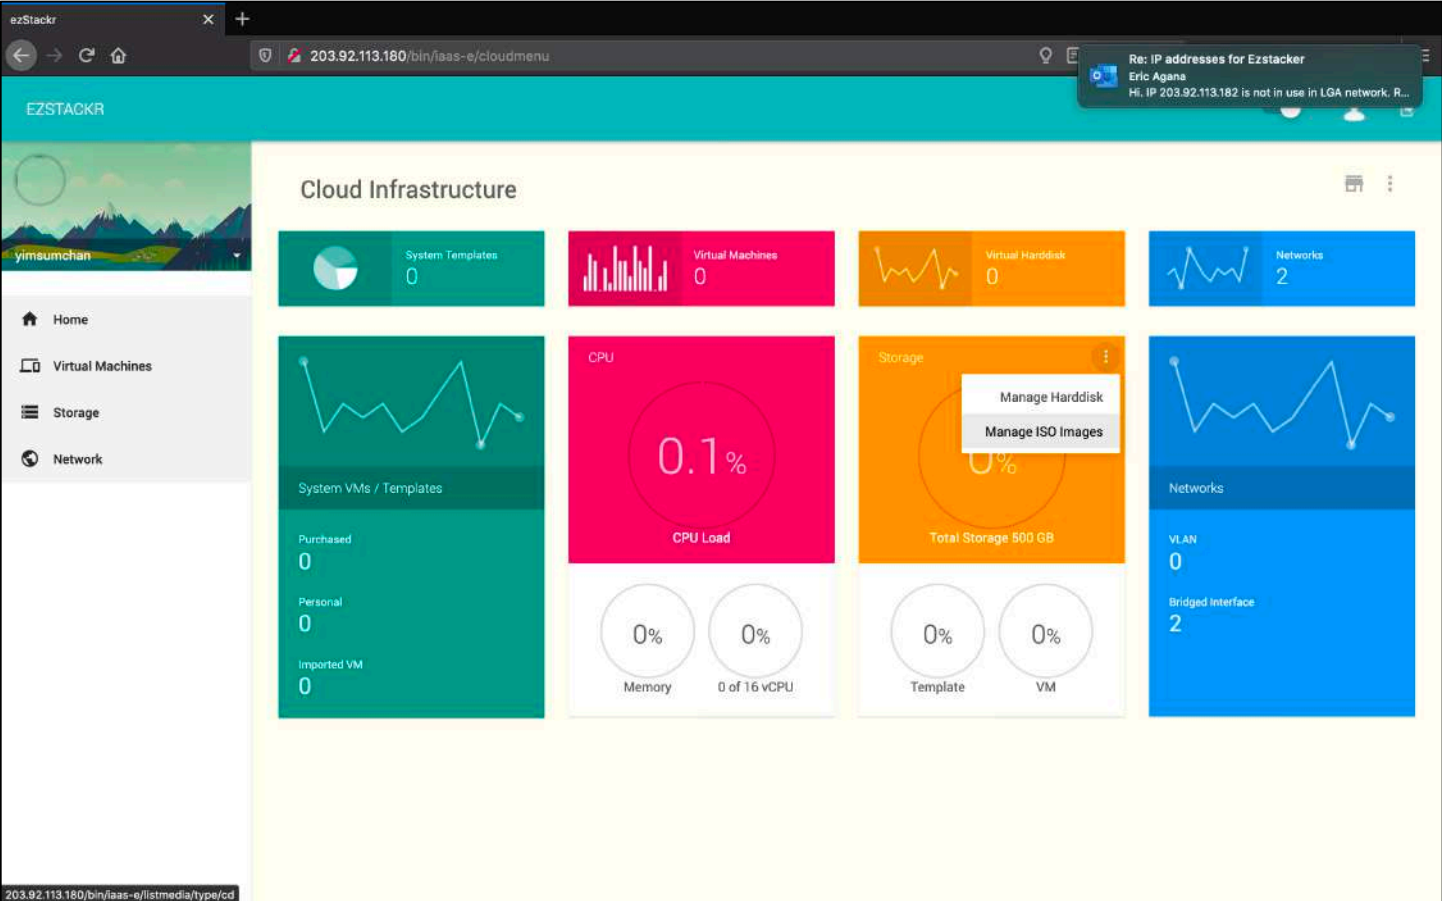 ezStackr
203.92.113.180/bin/iaas-e/cloudmenu
Re: IP addresses for Ezstacker
Eric Agana
Hi. IP 203.92.113.182 is not in use in LGA network. R...
EZSTACKR
yimsumchan
Home
Virtual Machines
Storage
Network
Cloud Infrastructure
System Templates
0
Virtual Machines
0
Virtual Harddisk
0
Networks
2
System VMs / Templates
Purchased
0
Personal
0
Imported VM
0
CPU
0.1%
CPU Load
0%
Memory
0%
0 of 16 vCPU
Storage
Manage Harddisk
Manage ISO Images
0%
Total Storage 500 GB
0%
Template
0%
VM
Networks
VLAN
0
Bridged Interface
2
203.92.113.180/bin/iaas-e/listmedia/type/cd